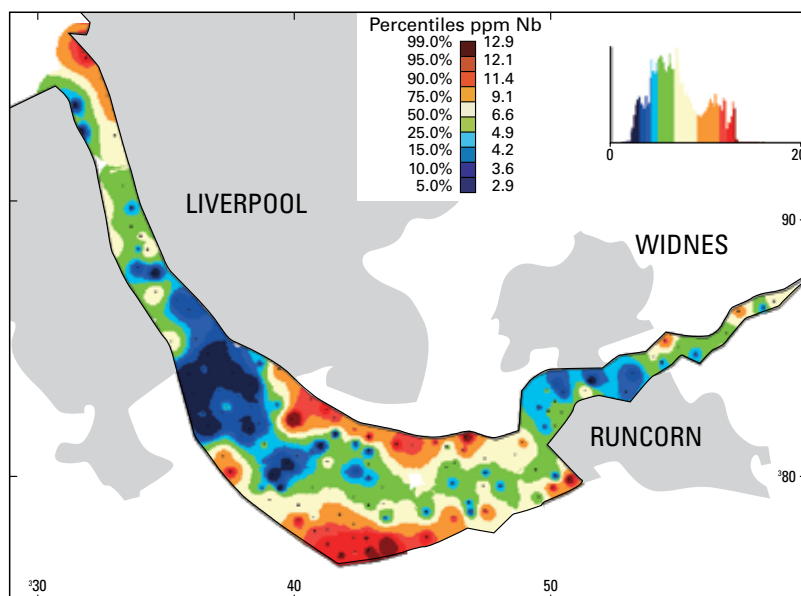 Percentiles ppm Nb
99.0% 12.9
95.0% 12.1
90.0% 11.4
75.0% 9.1
50.0% 6.6
25.0% 4.9
15.0% 4.2
10.0% 3.6
5.0% 2.9
0 20
LIVERPOOL
90
WIDNES
RUNCORN
³80
³30 40 50